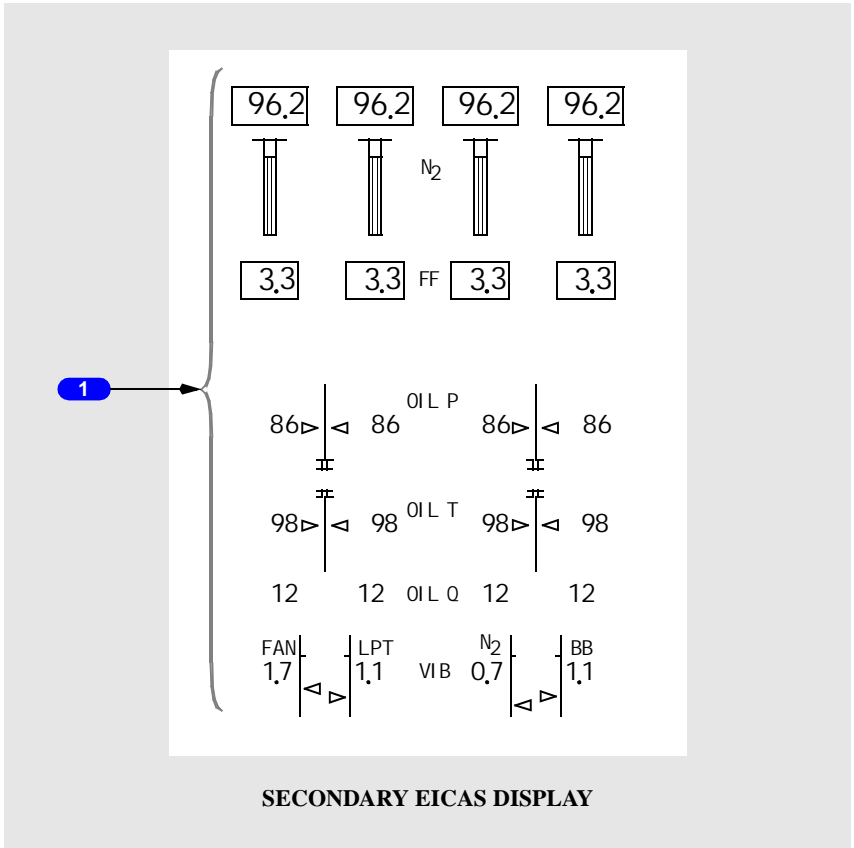 96.2 96.2 96.2 96.2
N2
3.3 3.3 FF 3.3 3.3
1
OIL P
86 86 86 86
OIL T
98 98 98 98
12 12 OIL Q 12 12
FAN LPT N2 BB
1.7 1.1 VIB 0.7 1.1
SECONDARY EICAS DISPLAY